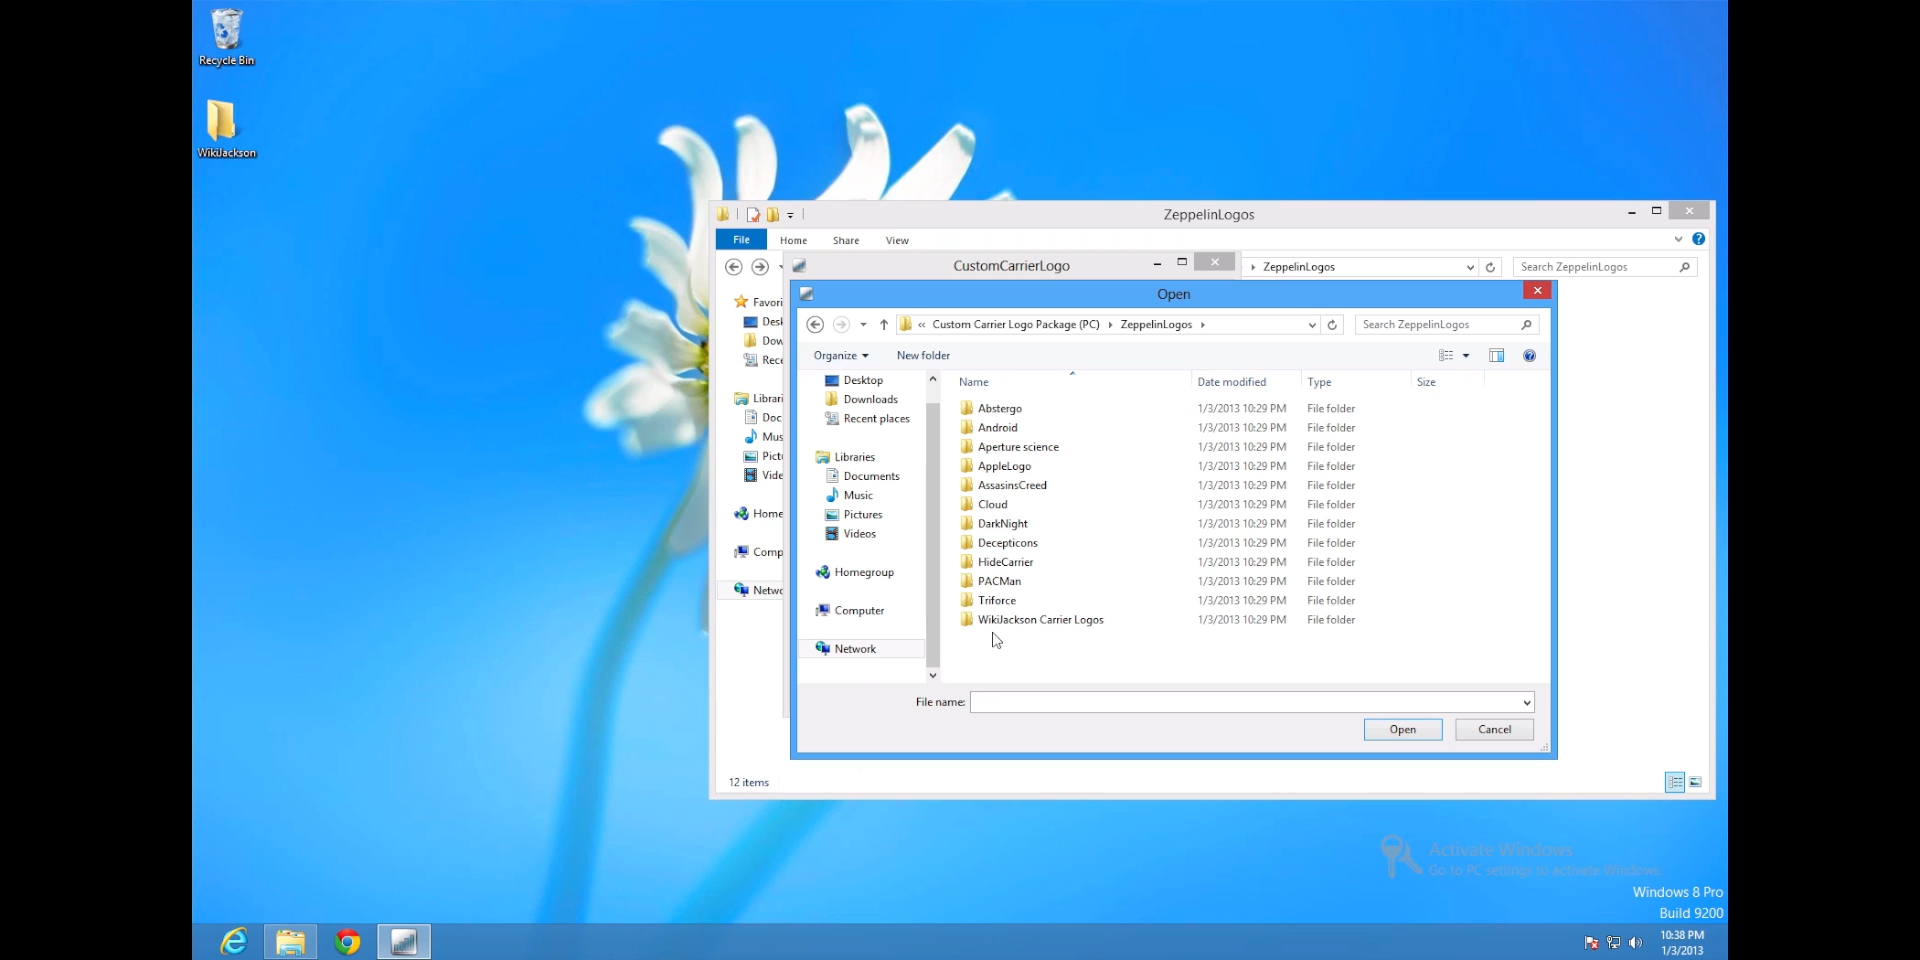 Recycle Bin
WikiJackson
ZeppelinLogos
File Home Share View
CustomCarrierLogo
ZeppelinLogos
Search ZeppelinLogos
Favori
Desk
Dow
Rece
Librari
Doc
Mus
Pictu
Vide
Home
Comp
Netwo
12 items
Open
« Custom Carrier Logo Package (PC) ZeppelinLogos
Search ZeppelinLogos
Organize New folder
Desktop
Downloads
Recent places
Libraries
Documents
Music
Pictures
Videos
Homegroup
Computer
Network
Name Date modified Type Size
Abstergo 1/3/2013 10:29 PM File folder
Android 1/3/2013 10:29 PM File folder
Aperture science 1/3/2013 10:29 PM File folder
AppleLogo 1/3/2013 10:29 PM File folder
AssasinsCreed 1/3/2013 10:29 PM File folder
Cloud 1/3/2013 10:29 PM File folder
DarkNight 1/3/2013 10:29 PM File folder
Decepticons 1/3/2013 10:29 PM File folder
HideCarrier 1/3/2013 10:29 PM File folder
PACMan 1/3/2013 10:29 PM File folder
Triforce 1/3/2013 10:29 PM File folder
WikiJackson Carrier Logos 1/3/2013 10:29 PM File folder
File name:
Open Cancel
Activate Windows
Go to PC settings to activate Windows.
Windows 8 Pro
Build 9200
10:38 PM
1/3/2013